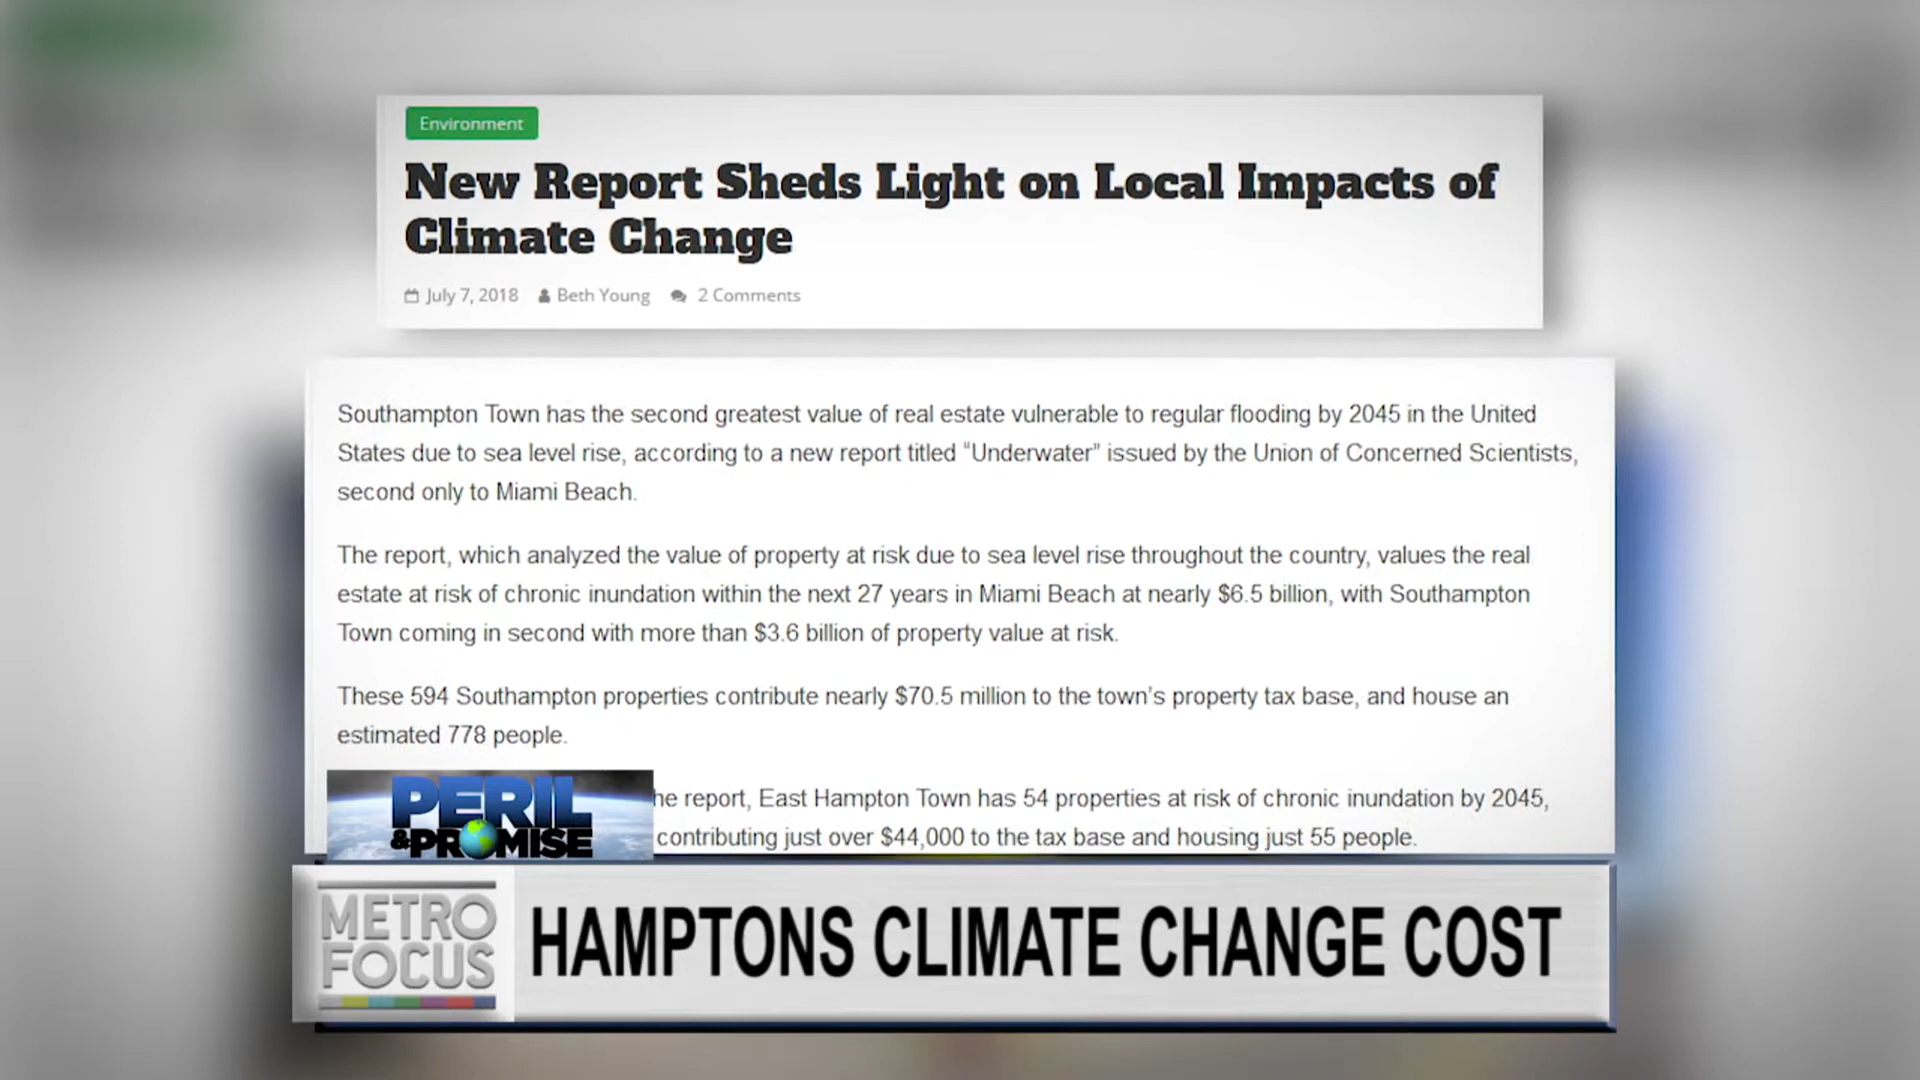 Environment
New Report Sheds Light on Local Impacts of
Climate Change
July 7, 2018 Beth Young 2 Comments
Southampton Town has the second greatest value of real estate vulnerable to regular flooding by 2045 in the United
States due to sea level rise, according to a new report titled “Underwater” issued by the Union of Concerned Scientists,
second only to Miami Beach.
The report, which analyzed the value of property at risk due to sea level rise throughout the country, values the real
estate at risk of chronic inundation within the next 27 years in Miami Beach at nearly $6.5 billion, with Southampton
Town coming in second with more than $3.6 billion of property value at risk.
These 594 Southampton properties contribute nearly $70.5 million to the town’s property tax base, and house an
estimated 778 people.
he report, East Hampton Town has 54 properties at risk of chronic inundation by 2045,
contributing just over $44,000 to the tax base and housing just 55 people.
PERIL
&PROMISE
METRO
FOCUS
HAMPTONS CLIMATE CHANGE COST